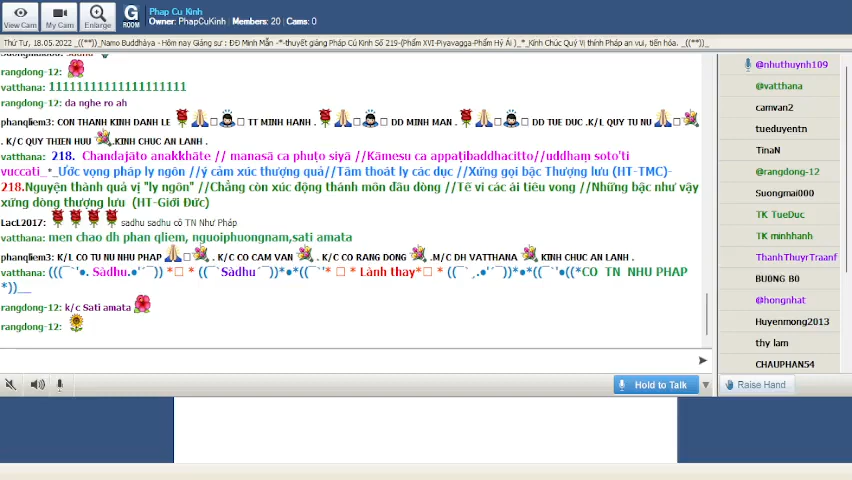 Phap Cu Kinh
Owner: PhapCuKinh | Members: 20 | Cams: 0
View Cam
My Cam
Enlarge
G
ROOM
Thứ Tư, 18.05.2022 _((**))_Namo Buddhàya - Hôm nay Giảng sư : ĐĐ Minh Mẫn -*-thuyết giảng Pháp Cú Kinh Số 219-(Phẩm XVI-Piyavagga-Phẩm Hỷ Ái )_*_Kính Chúc Quý Vị thính Pháp an vui, tiến hóa. _((**))_
rangdong-12:
vatthana: 11111111111111111111111
rangdong-12: da nghe ro ah
phanqliem3: CON THANH KINH DANH LE TT MINH HANH . DD MINH MAN . DD TUE DUC .K/L QUY TU NU
. K/C QUY THIEN HUU .KINH CHUC AN LANH .
vatthana: 218. Chandajāto anakkhāte // manasā ca phuṭo siyā //Kāmesu ca appaṭibaddhacitto//uddhaṃ soto'ti
vuccati_*_Ước vọng pháp ly ngôn //ý cảm xúc thượng quả//Tâm thoát ly các dục //Xứng gọi bậc Thượng lưu (HT-TMC)-
218.Nguyện thành quả vị "ly ngôn" //Chẳng còn xúc động thánh môn đầu dòng //Tế vi các ái tiêu vong //Những bậc như vậy
xứng dòng thượng lưu (HT-Giới Đức)
LacL2017: sadhu sadhu cô TN Như Pháp
vatthana: men chao dh phan qliem, nguoiphuongnam,sati amata
phanqliem3: K/L CO TU NU NHU PHAP . K/C CO CAM VAN . K/C CO RANG DONG .M/C DH VATTHANA KINH CHUC AN LANH .
vatthana: (((¯`'•. Sàdhu.•'´¯)) *□ * ((¯`Sàdhu´¯))*●*((¯`'* □ * Lành thay*□ * ((¯`¸.•'´¯))*●*((¯`'•((*CO TN NHU PHAP
*))__
rangdong-12: k/c Sati amata
rangdong-12:
@nhuthuynh109
@vatthana
camvan2
tueduyentn
TinaN
@rangdong-12
Suongmai000
TK TueDuc
TK minhhanh
ThanhThuyrTraanf
BU0NG B0
@hongnhat
Huyenmong2013
thy lam
CHAUPHAN54
Hold to Talk
Raise Hand